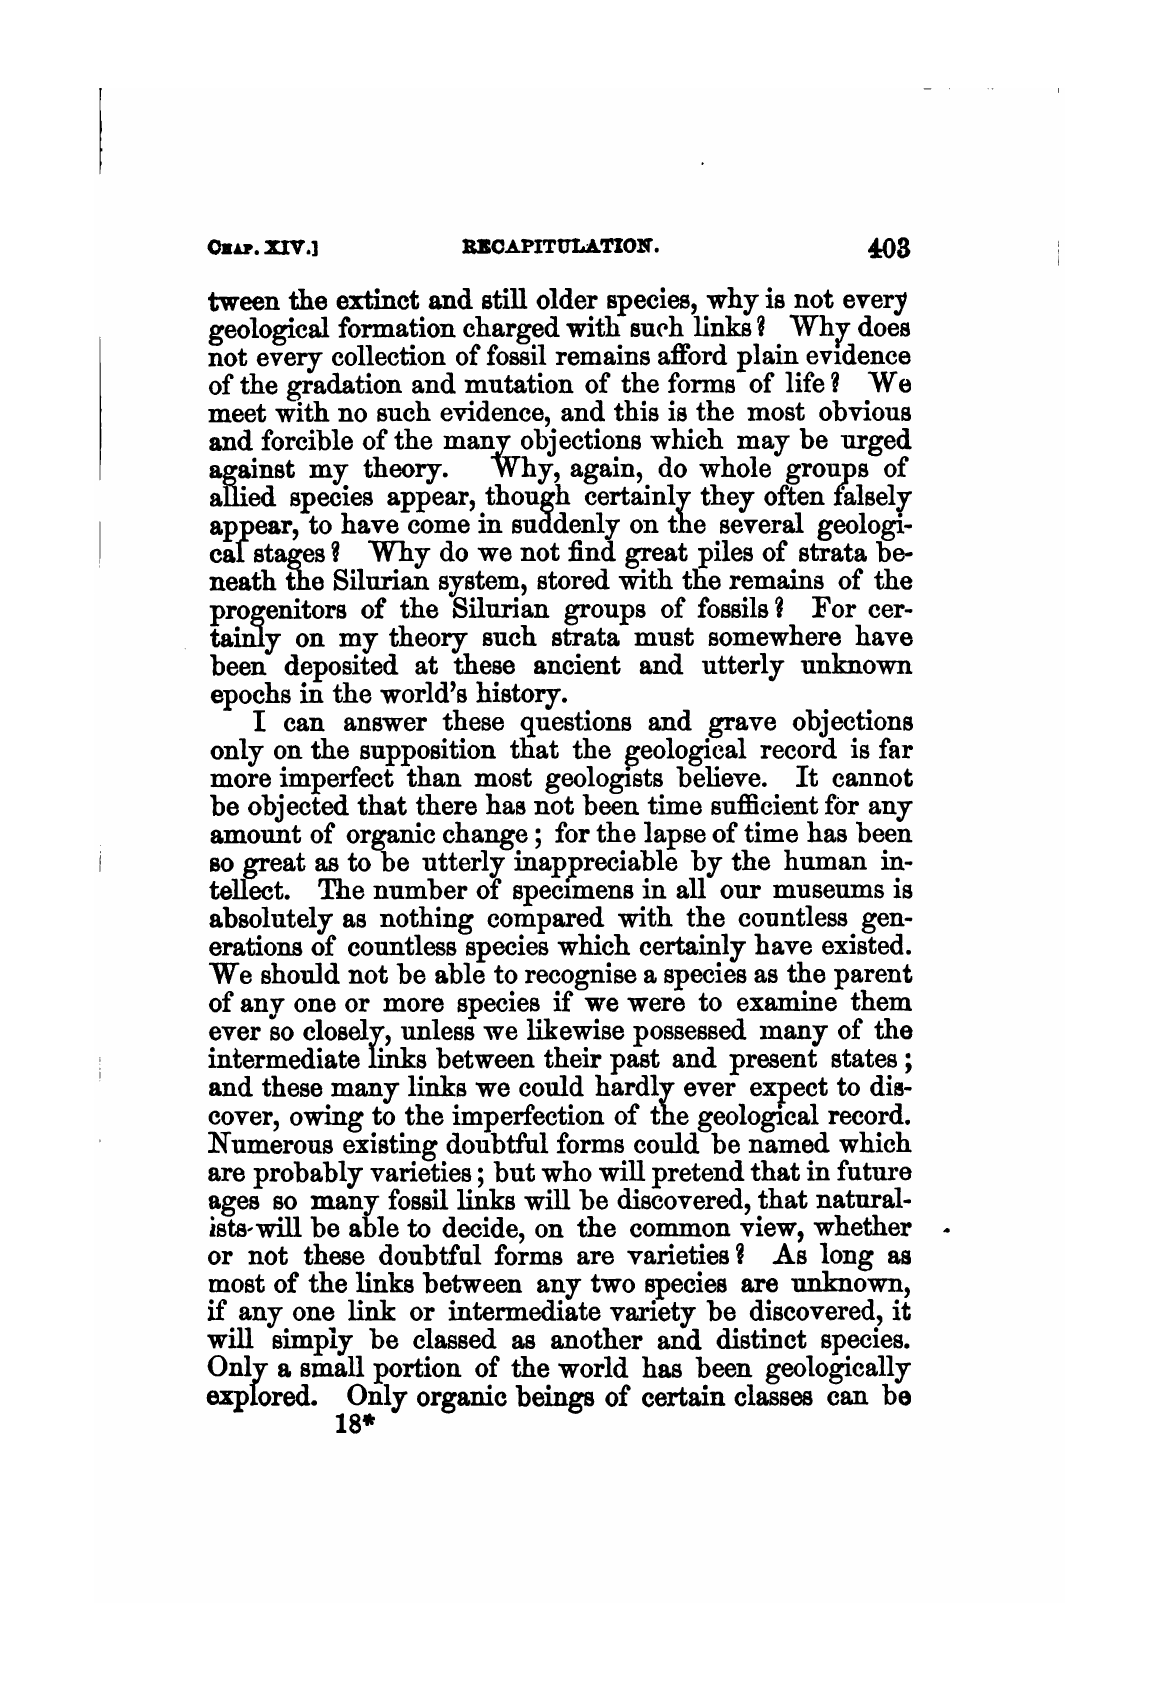 CHAP. XIV.] RECAPITULATION. 403
tween the extinct and still older species, why is not every
geological formation charged with such links? Why does
not every collection of fossil remains afford plain evidence
of the gradation and mutation of the forms of life? We
meet with no such evidence, and this is the most obvious
and forcible of the many objections which may be urged
against my theory. Why, again, do whole groups of
allied species appear, though certainly they often falsely
appear, to have come in suddenly on the several geologi-
cal stages? Why do we not find great piles of strata be-
neath the Silurian system, stored with the remains of the
progenitors of the Silurian groups of fossils? For cer-
tainly on my theory such strata must somewhere have
been deposited at these ancient and utterly unknown
epochs in the world's history.
I can answer these questions and grave objections
only on the supposition that the geological record is far
more imperfect than most geologists believe. It cannot
be objected that there has not been time sufficient for any
amount of organic change; for the lapse of time has been
so great as to be utterly inappreciable by the human in-
tellect. The number of specimens in all our museums is
absolutely as nothing compared with the countless gen-
erations of countless species which certainly have existed.
We should not be able to recognise a species as the parent
of any one or more species if we were to examine them
ever so closely, unless we likewise possessed many of the
intermediate links between their past and present states;
and these many links we could hardly ever expect to dis-
cover, owing to the imperfection of the geological record.
Numerous existing doubtful forms could be named which
are probably varieties; but who will pretend that in future
ages so many fossil links will be discovered, that natural-
ists will be able to decide, on the common view, whether
or not these doubtful forms are varieties? As long as
most of the links between any two species are unknown,
if any one link or intermediate variety be discovered, it
will simply be classed as another and distinct species.
Only a small portion of the world has been geologically
explored. Only organic beings of certain classes can be
18*